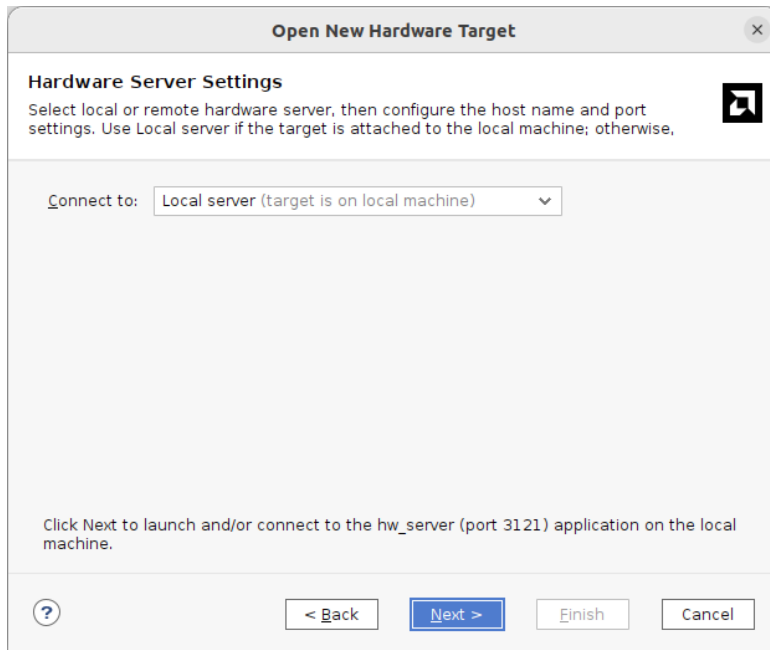 Open New Hardware Target
Hardware Server Settings
Select local or remote hardware server, then configure the host name and port
settings. Use Local server if the target is attached to the local machine; otherwise,
Connect to: Local server (target is on local machine)
Click Next to launch and/or connect to the hw_server (port 3121) application on the local
machine.
? < Back Next > Finish Cancel